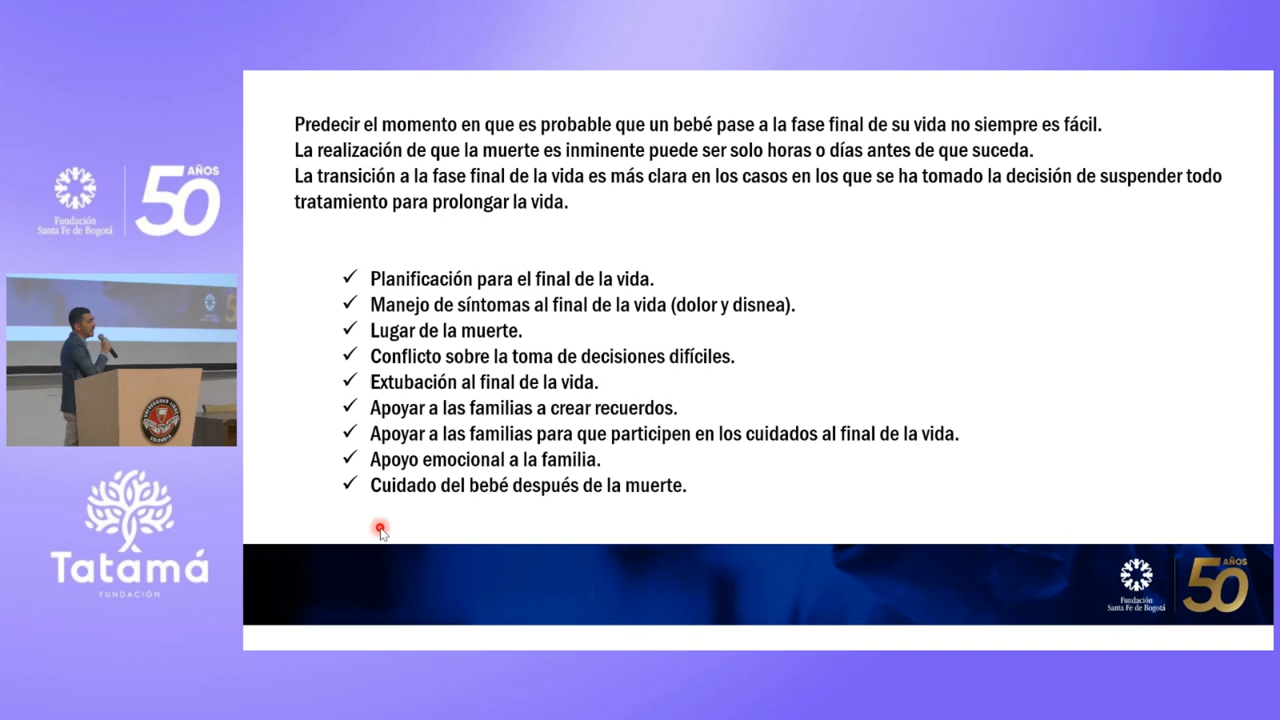 Predecir el momento en que es probable que un bebé pase a la fase final de su vida no siempre es fácil.
La realización de que la muerte es inminente puede ser solo horas o días antes de que suceda.
La transición a la fase final de la vida es más clara en los casos en los que se ha tomado la decisión de suspender todo
tratamiento para prolongar la vida.
✓ Planificación para el final de la vida.
✓ Manejo de síntomas al final de la vida (dolor y disnea).
✓ Lugar de la muerte.
✓ Conflicto sobre la toma de decisiones difíciles.
✓ Extubación al final de la vida.
✓ Apoyar a las familias a crear recuerdos.
✓ Apoyar a las familias para que participen en los cuidados al final de la vida.
✓ Apoyo emocional a la familia.
✓ Cuidado del bebé después de la muerte.
Fundación
Santa Fe de Bogotá
50 AÑOS
UNIVERSIDAD LIBRE
COLOMBIA
Tatamá
FUNDACIÓN
Fundación
Santa Fe de Bogotá
50 AÑOS